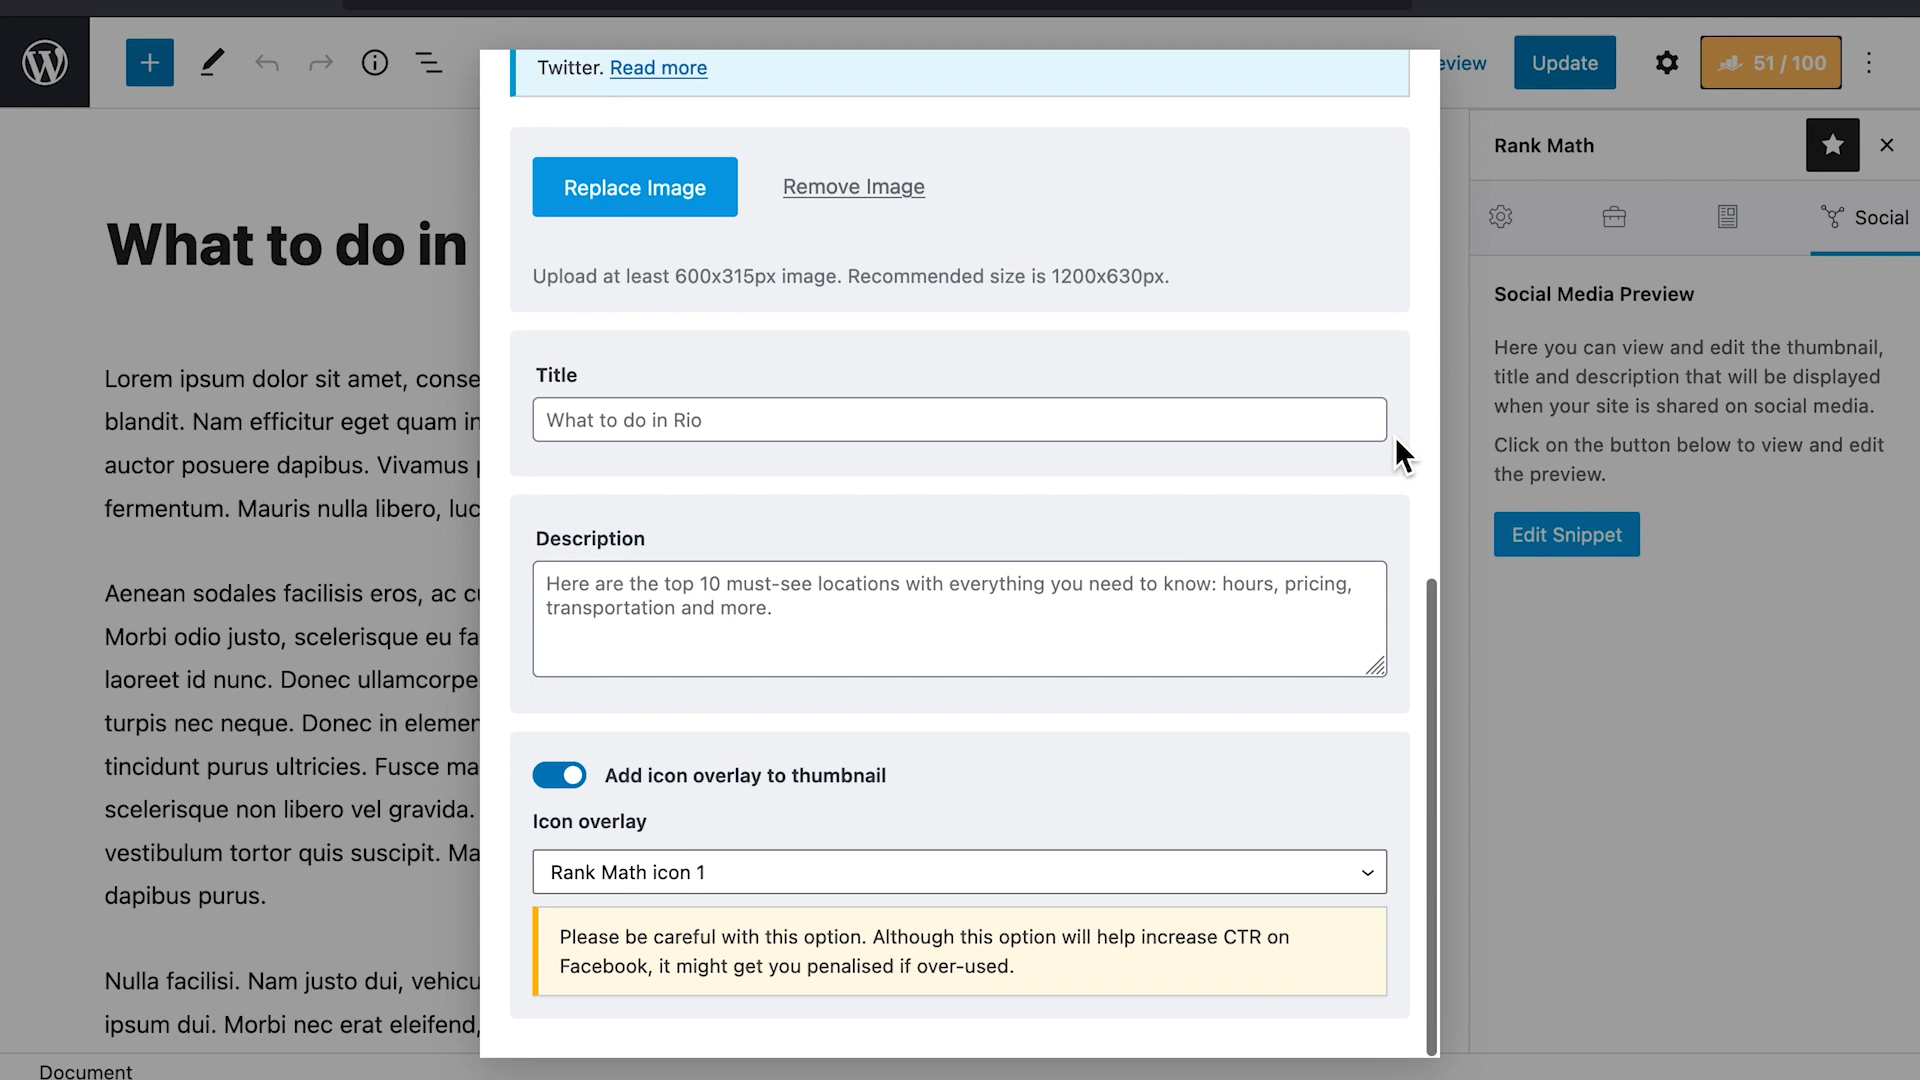 Twitter. Read more
eview
Update
51 / 100
Rank Math
Replace Image
Remove Image
Social
What to do in
Upload at least 600x315px image. Recommended size is 1200x630px.
Social Media Preview
Here you can view and edit the thumbnail,
title and description that will be displayed
when your site is shared on social media.
Click on the button below to view and edit
the preview.
Edit Snippet
Title
What to do in Rio
Lorem ipsum dolor sit amet, conse
blandit. Nam efficitur eget quam in
auctor posuere dapibus. Vivamus
fermentum. Mauris nulla libero, luc
Description
Here are the top 10 must-see locations with everything you need to know: hours, pricing,
transportation and more.
Aenean sodales facilisis eros, ac
Morbi odio justo, scelerisque eu fa
laoreet id nunc. Donec ullamcorpe
turpis nec neque. Donec in elemen
tincidunt purus ultricies. Fusce ma
scelerisque non libero vel gravida.
vestibulum tortor quis suscipit. Ma
dapibus purus.
Add icon overlay to thumbnail
Icon overlay
Rank Math icon 1
Please be careful with this option. Although this option will help increase CTR on
Facebook, it might get you penalised if over-used.
Nulla facilisi. Nam justo dui, vehicu
ipsum dui. Morbi nec erat eleifend,
Document